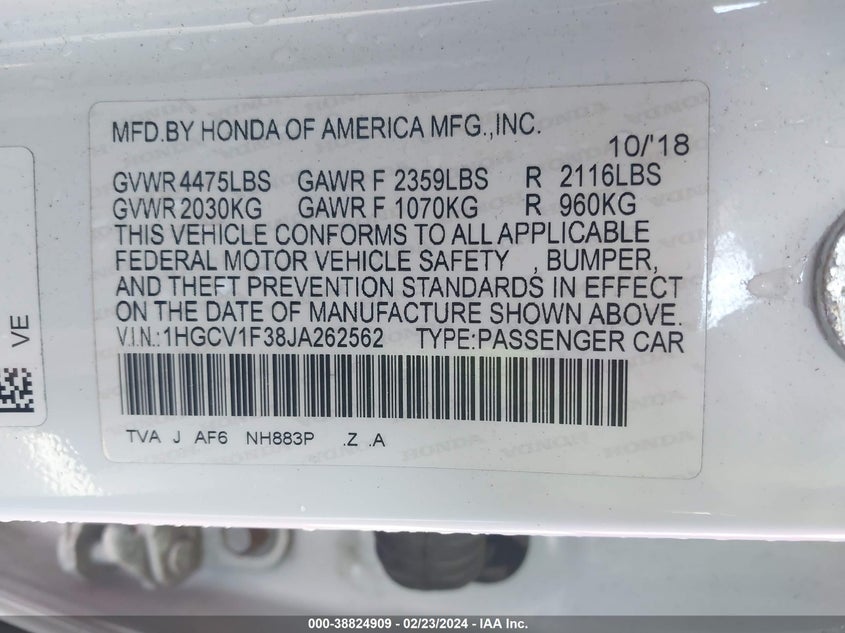 MFD.BY HONDA OF AMERICA MFG.,INC.
10/'18
GVWR 4475LBS GAWR F 2359LBS R 2116LBS
GVWR 2030KG GAWR F 1070KG R 960KG
THIS VEHICLE CONFORMS TO ALL APPLICABLE
FEDERAL MOTOR VEHICLE SAFETY , BUMPER,
AND THEFT PREVENTION STANDARDS IN EFFECT
ON THE DATE OF MANUFACTURE SHOWN ABOVE.
V.I.N.:1HGCV1F38JA262562 TYPE:PASSENGER CAR
TVA J AF6 NH883P .Z .A
VE
000-38824909 - 02/23/2024 - IAA Inc.